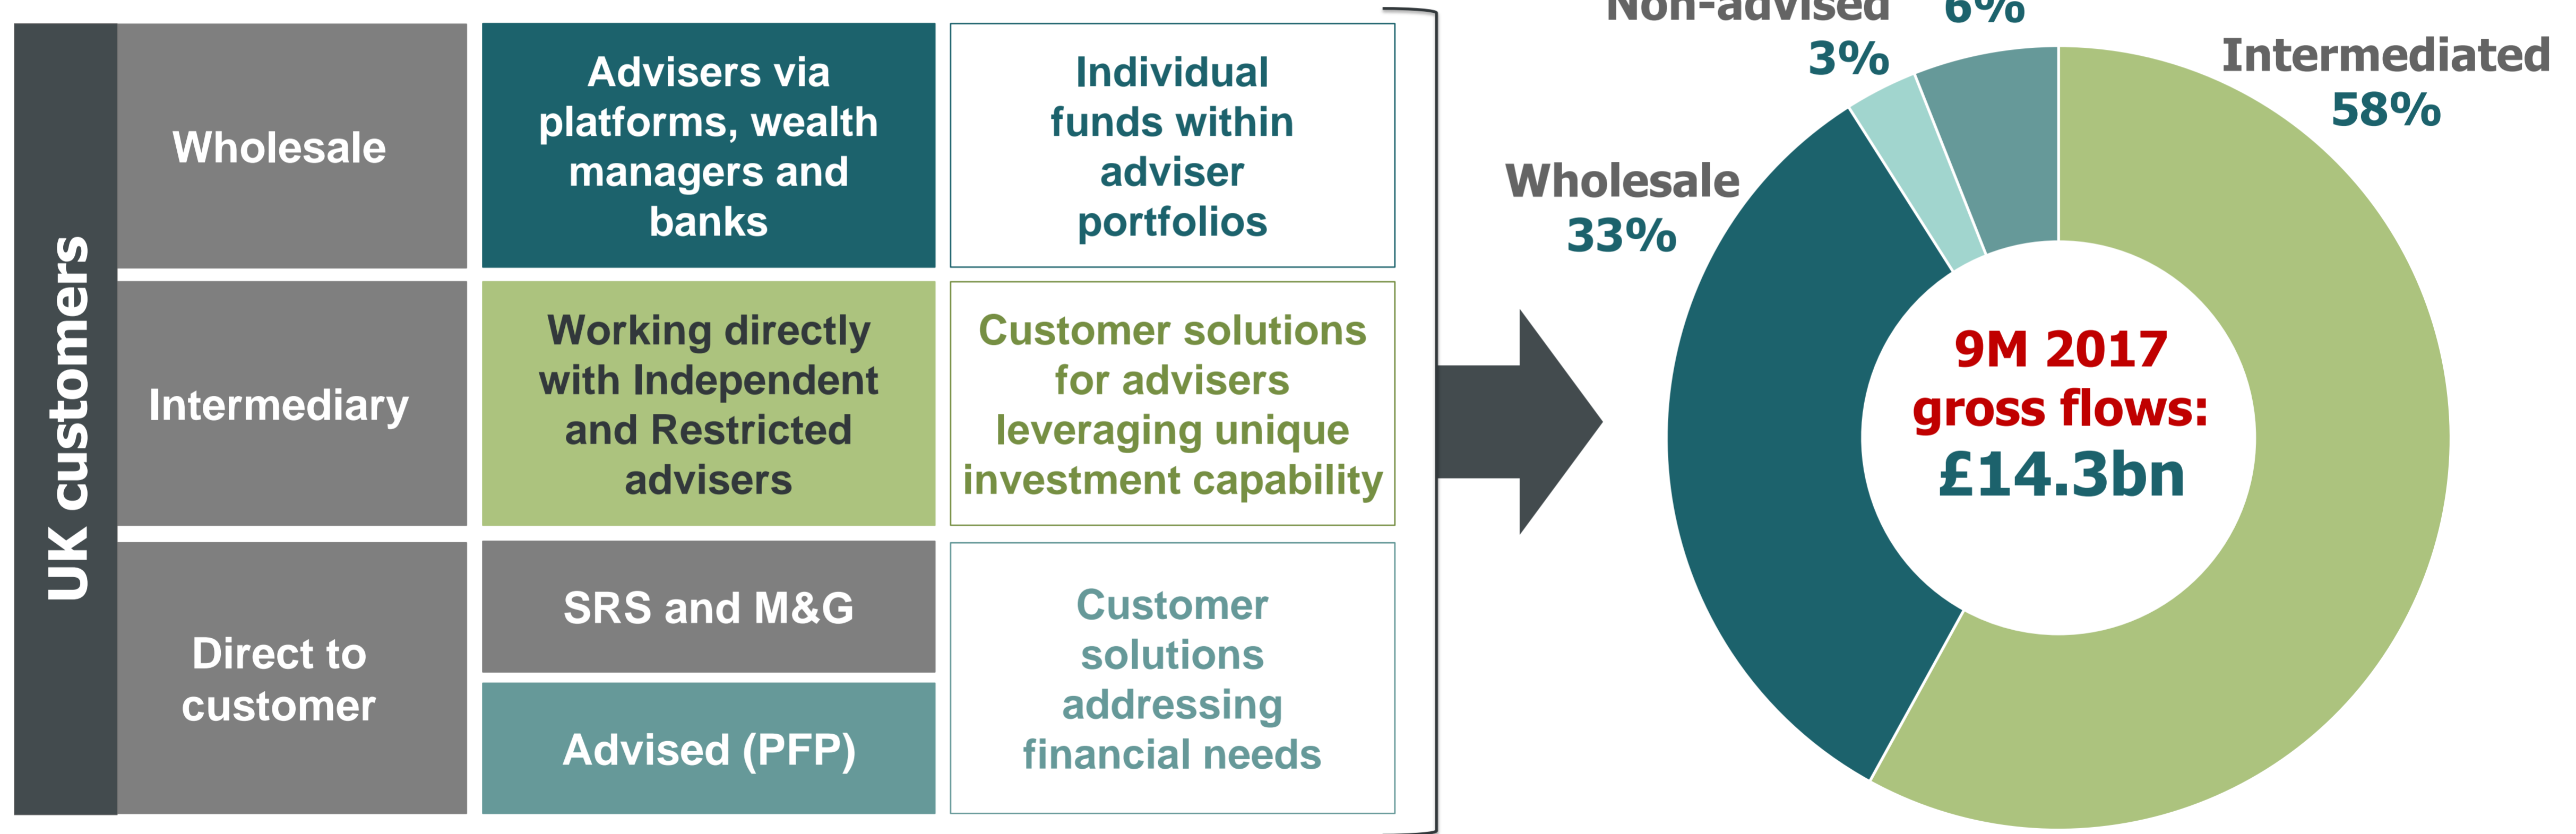 UK customers
Wholesale
Advisers via
platforms, wealth
managers and
banks
Individual
funds within
adviser
portfolios
Intermediary
Working directly
with Independent
and Restricted
advisers
Customer solutions
for advisers
leveraging unique
investment capability
Direct to
customer
SRS and M&G
Advised (PFP)
Customer
solutions
addressing
financial needs
Non-advised
3%
6%
Intermediated
58%
Wholesale
33%
9M 2017
gross flows:
£14.3bn